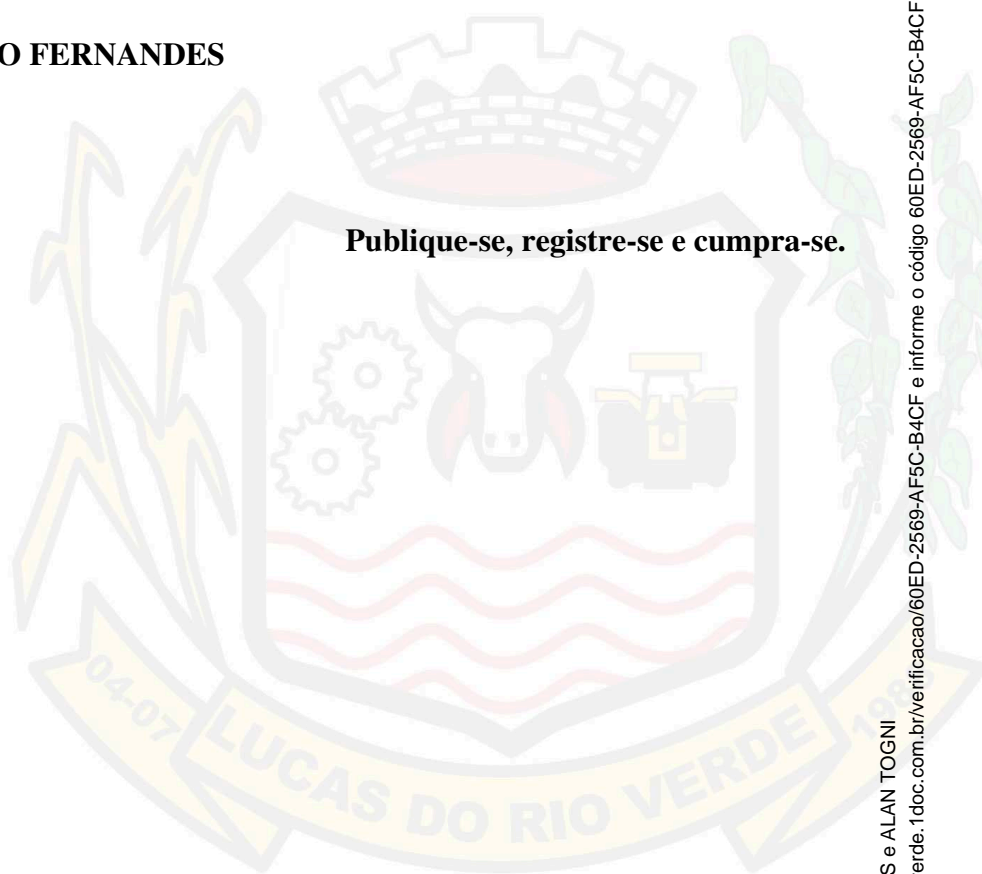 O FERNANDES
Publique-se, registre-se e cumpra-se.
04-07
LUCAS DO RIO VERDE
1988
S e ALAN TOGNI
erde.1doc.com.br/verificacao/60ED-2569-AF5C-B4CF e informe o código 60ED-2569-AF5C-B4CF